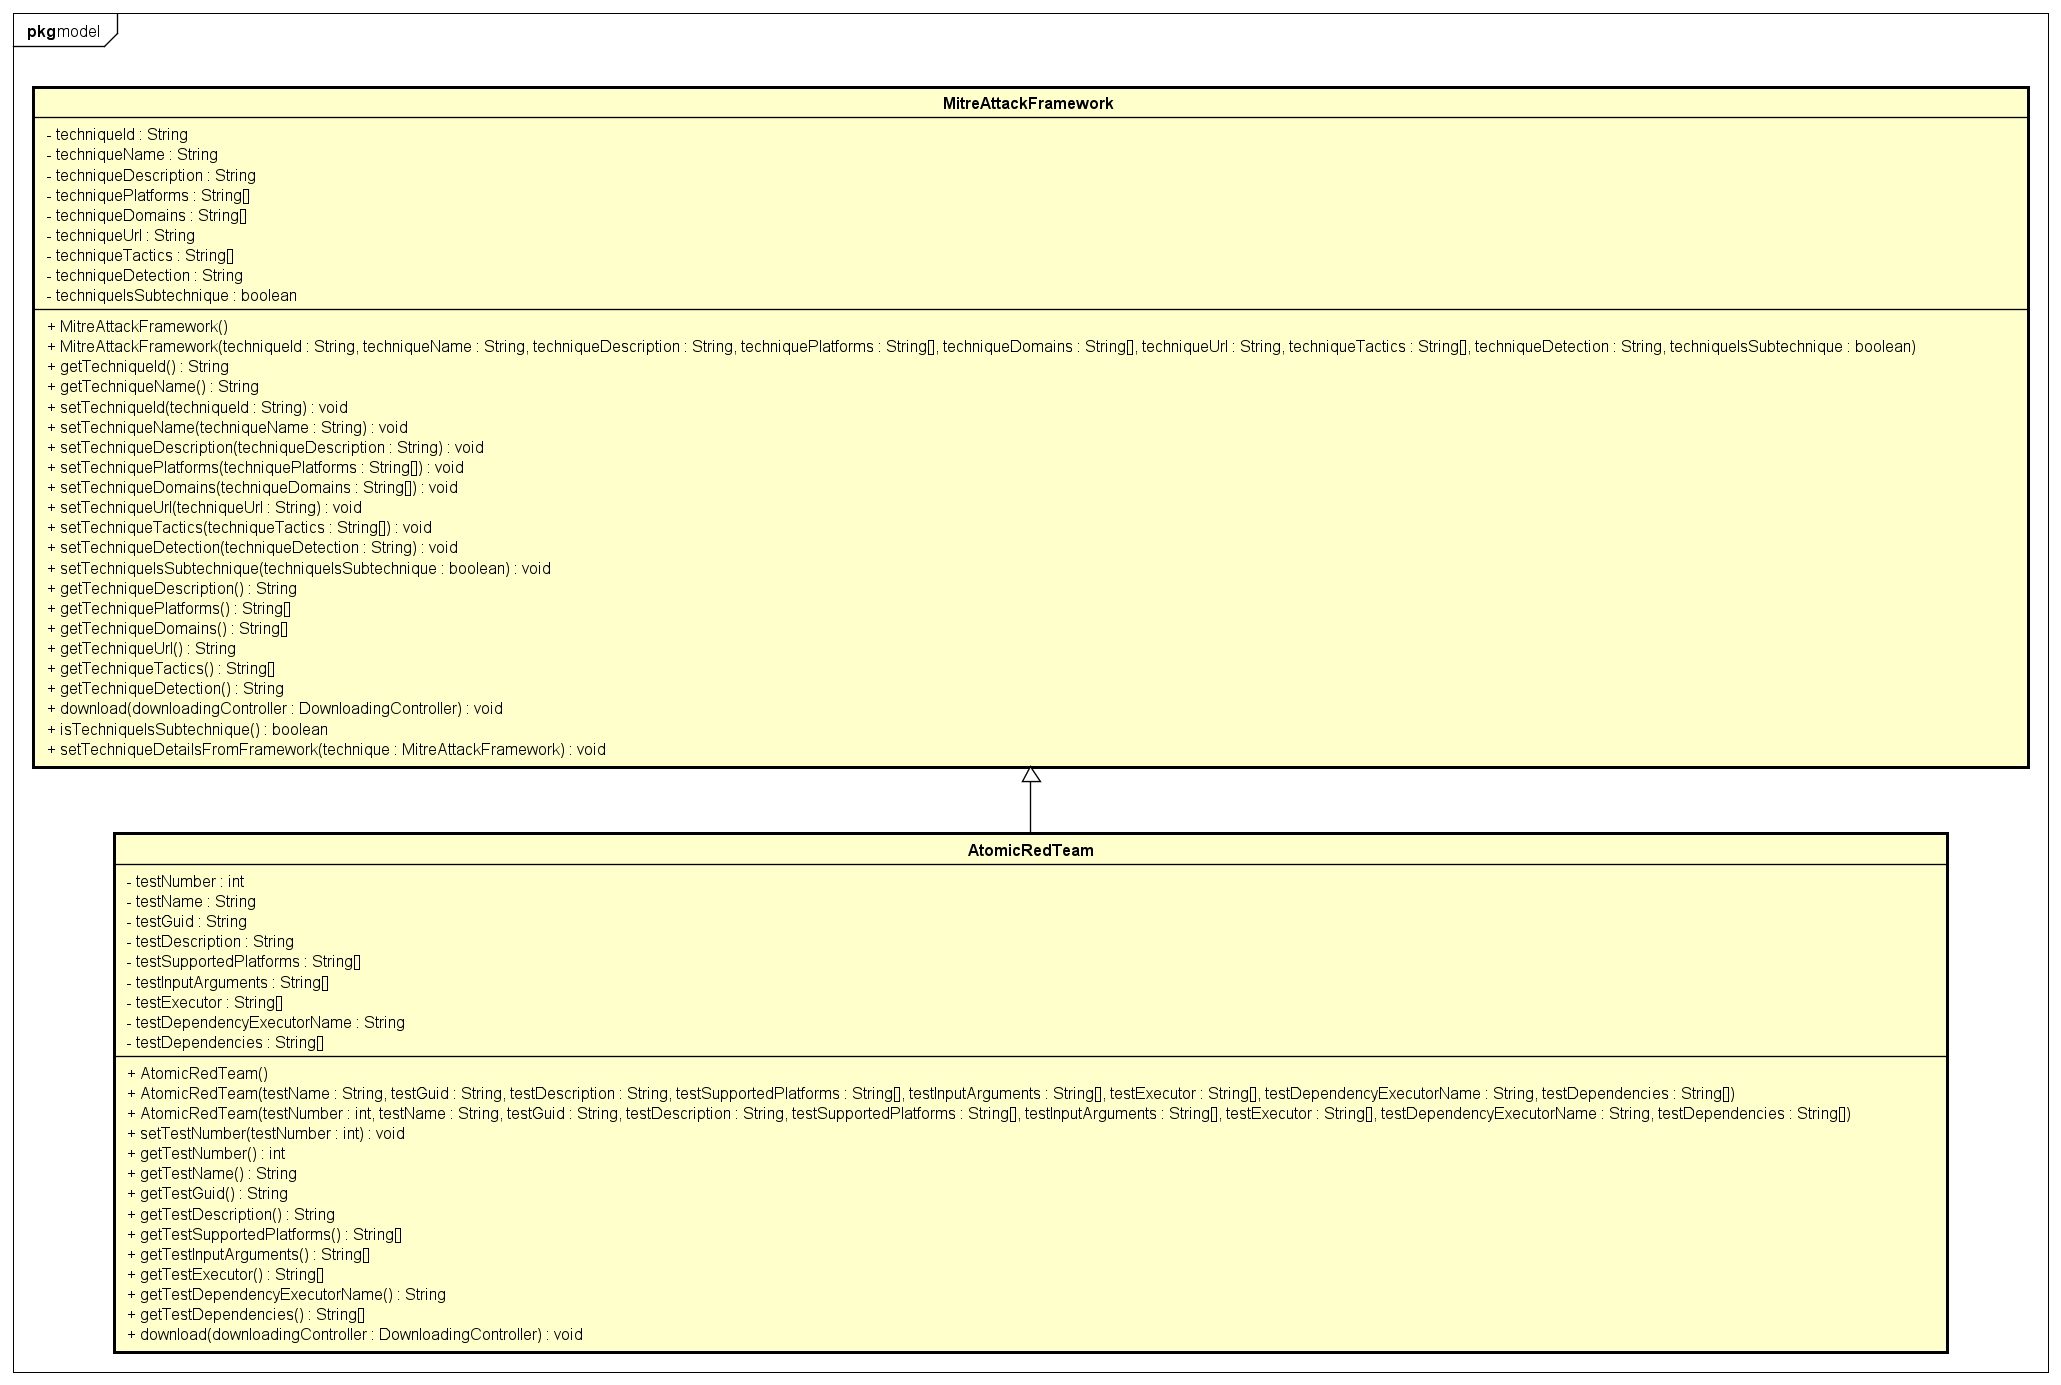 pkg model
MitreAttackFramework
- techniqueId : String
- techniqueName : String
- techniqueDescription : String
- techniquePlatforms : String[]
- techniqueDomains : String[]
- techniqueUrl : String
- techniqueTactics : String[]
- techniqueDetection : String
- techniqueIsSubtechnique : boolean
+ MitreAttackFramework()
+ MitreAttackFramework(techniqueId : String, techniqueName : String, techniqueDescription : String, techniquePlatforms : String[], techniqueDomains : String[], techniqueUrl : String, techniqueTactics : String[], techniqueDetection : String, techniqueIsSubtechnique : boolean)
+ getTechniqueId() : String
+ getTechniqueName() : String
+ setTechniqueId(techniqueId : String) : void
+ setTechniqueName(techniqueName : String) : void
+ setTechniqueDescription(techniqueDescription : String) : void
+ setTechniquePlatforms(techniquePlatforms : String[]) : void
+ setTechniqueDomains(techniqueDomains : String[]) : void
+ setTechniqueUrl(techniqueUrl : String) : void
+ setTechniqueTactics(techniqueTactics : String[]) : void
+ setTechniqueDetection(techniqueDetection : String) : void
+ setTechniqueIsSubtechnique(techniqueIsSubtechnique : boolean) : void
+ getTechniqueDescription() : String
+ getTechniquePlatforms() : String[]
+ getTechniqueDomains() : String[]
+ getTechniqueUrl() : String
+ getTechniqueTactics() : String[]
+ getTechniqueDetection() : String
+ download(downloadingController : DownloadingController) : void
+ isTechniqueIsSubtechnique() : boolean
+ setTechniqueDetailsFromFramework(technique : MitreAttackFramework) : void
AtomicRedTeam
- testNumber : int
- testName : String
- testGuid : String
- testDescription : String
- testSupportedPlatforms : String[]
- testInputArguments : String[]
- testExecutor : String[]
- testDependencyExecutorName : String
- testDependencies : String[]
+ AtomicRedTeam()
+ AtomicRedTeam(testName : String, testGuid : String, testDescription : String, testSupportedPlatforms : String[], testInputArguments : String[], testExecutor : String[], testDependencyExecutorName : String, testDependencies : String[])
+ AtomicRedTeam(testNumber : int, testName : String, testGuid : String, testDescription : String, testSupportedPlatforms : String[], testInputArguments : String[], testExecutor : String[], testDependencyExecutorName : String, testDependencies : String[])
+ setTestNumber(testNumber : int) : void
+ getTestNumber() : int
+ getTestName() : String
+ getTestGuid() : String
+ getTestDescription() : String
+ getTestSupportedPlatforms() : String[]
+ getTestInputArguments() : String[]
+ getTestExecutor() : String[]
+ getTestDependencyExecutorName() : String
+ getTestDependencies() : String[]
+ download(downloadingController : DownloadingController) : void